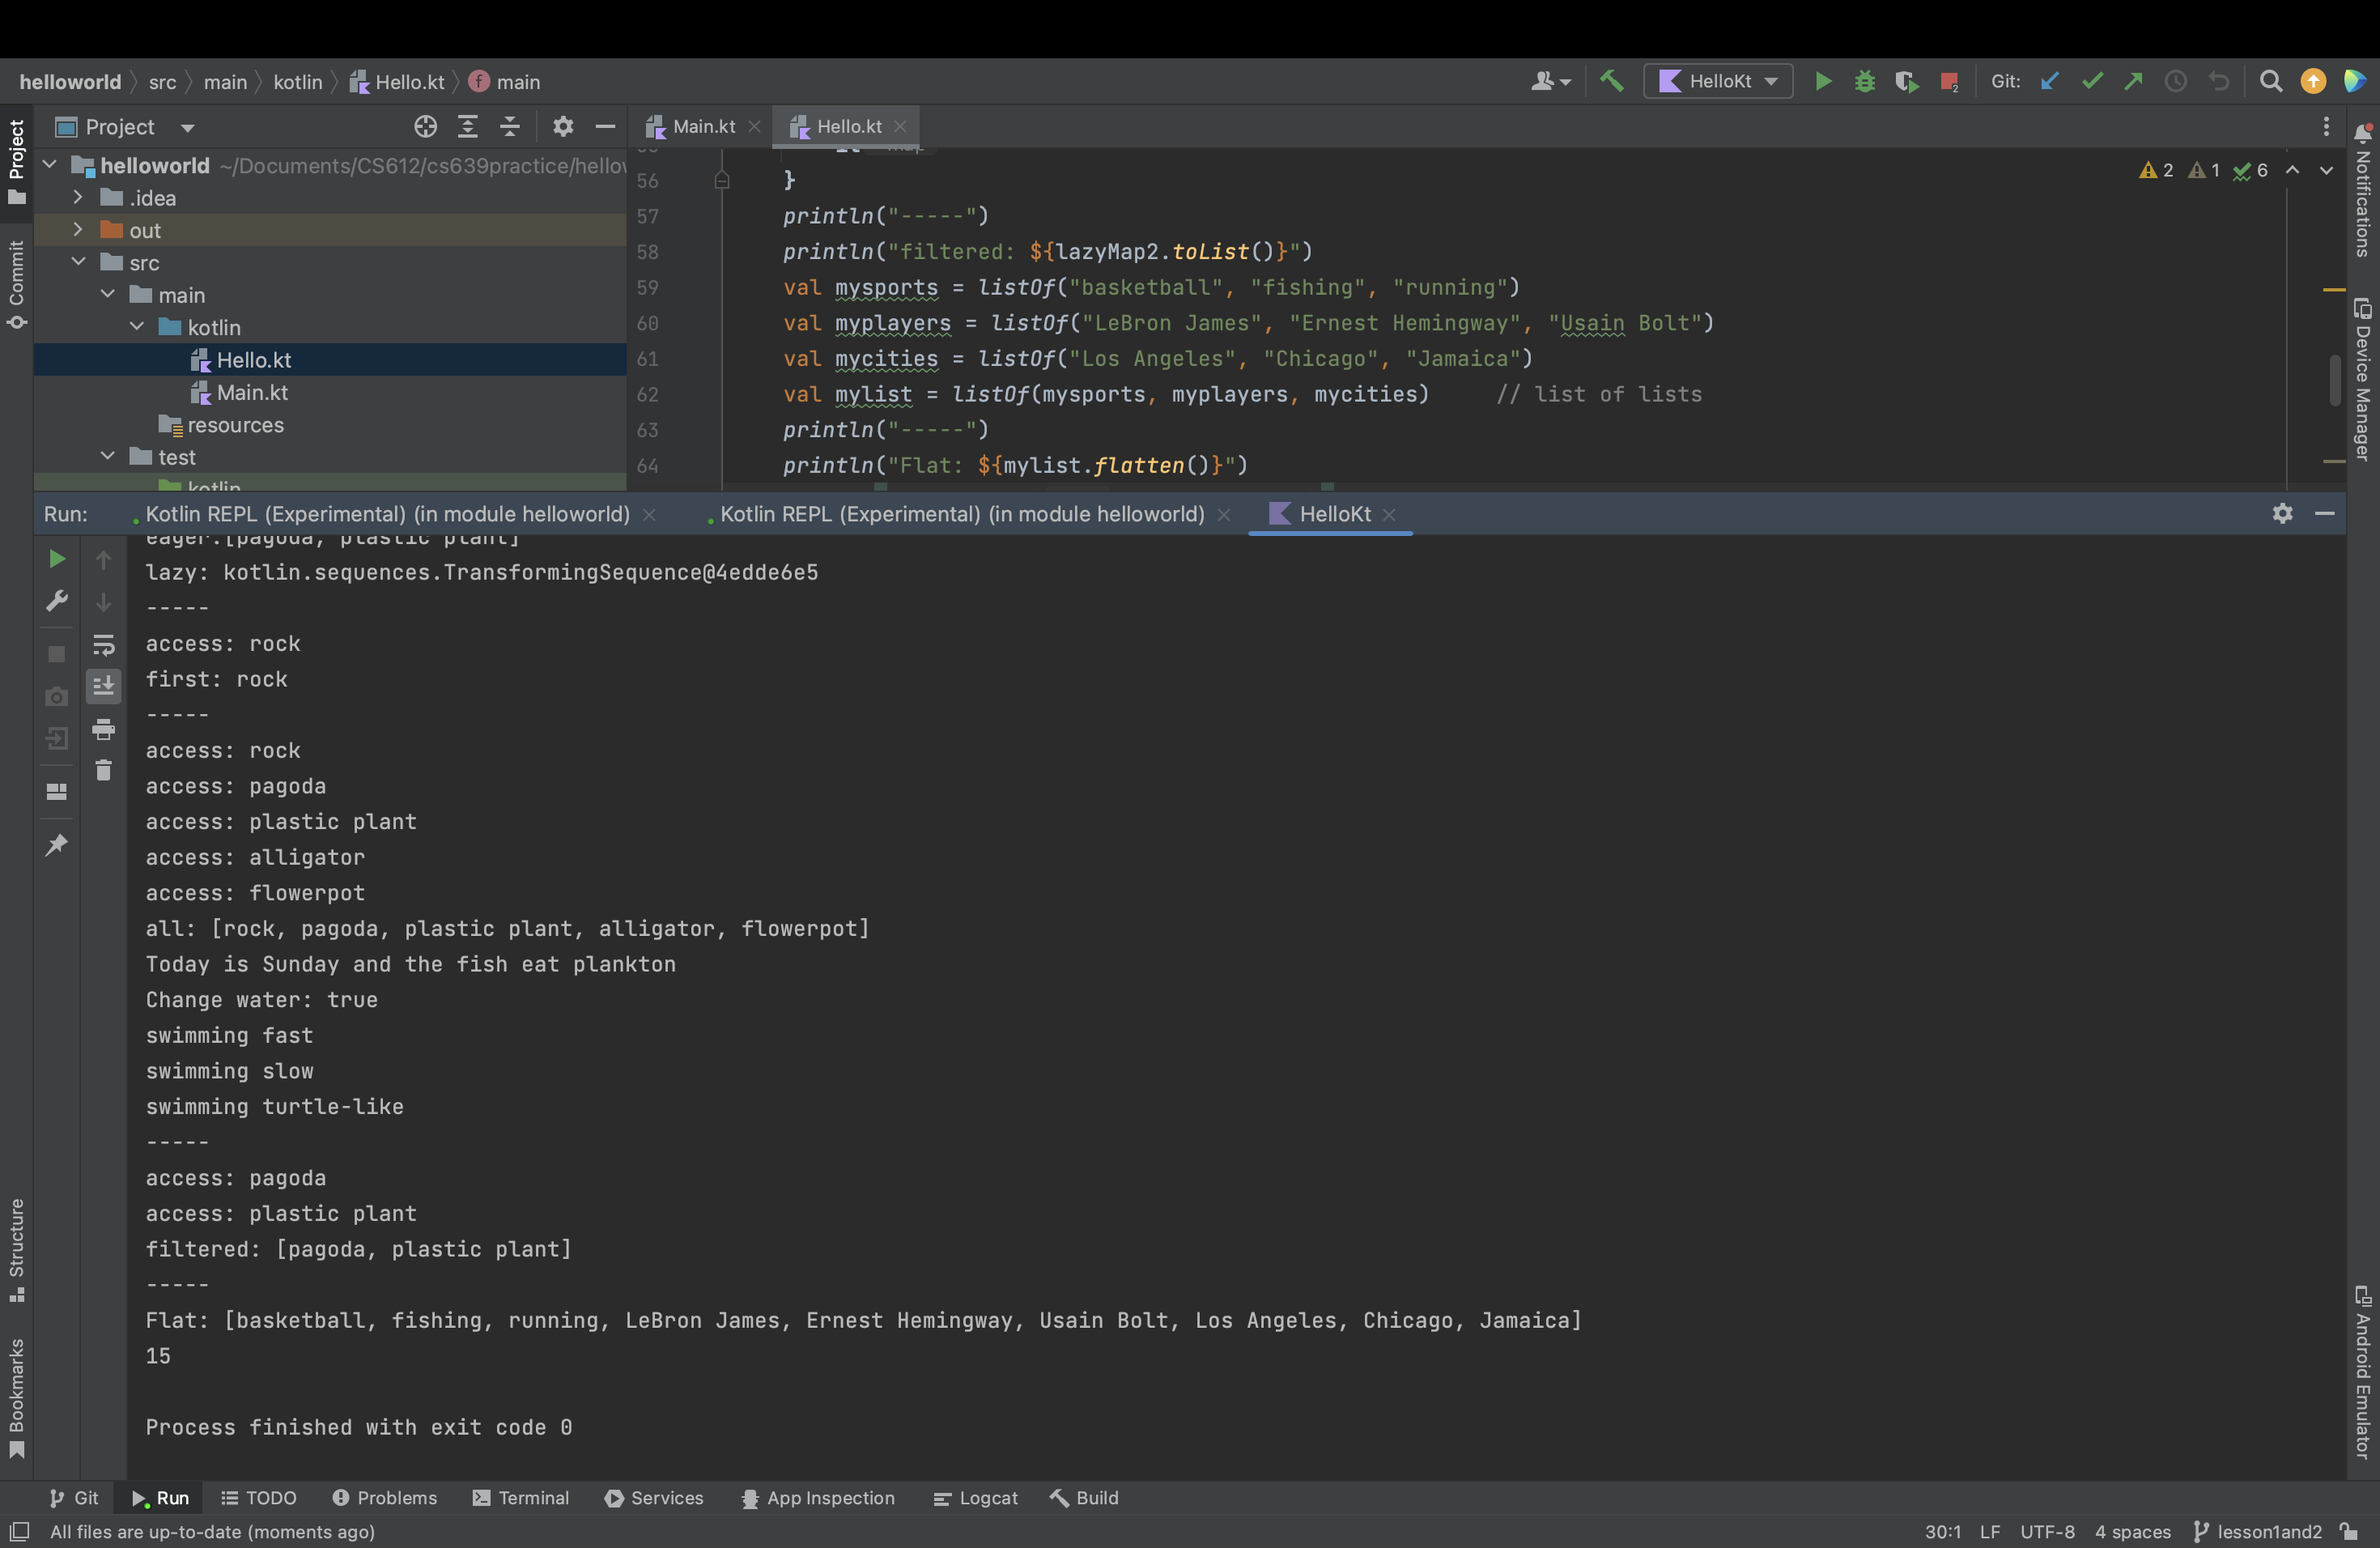 helloworld src main kotlin Hello.kt main
HelloKt
Git:
Project
Main.kt
Hello.kt
helloworld ~/Documents/CS612/cs639practice/hellow
.idea
out
src
main
kotlin
Hello.kt
Main.kt
resources
test
kotlin
56 }
57 println("-----")
58 println("filtered: ${lazyMap2.toList()}")
59 val mysports = listOf("basketball", "fishing", "running")
60 val myplayers = listOf("LeBron James", "Ernest Hemingway", "Usain Bolt")
61 val mycities = listOf("Los Angeles", "Chicago", "Jamaica")
62 val mylist = listOf(mysports, myplayers, mycities) // list of lists
63 println("-----")
64 println("Flat: ${mylist.flatten()}")
2 1 6
Run: Kotlin REPL (Experimental) (in module helloworld) Kotlin REPL (Experimental) (in module helloworld) HelloKt
eager:[pagoda, plastic plant]
lazy: kotlin.sequences.TransformingSequence@4edde6e5
-----
access: rock
first: rock
-----
access: rock
access: pagoda
access: plastic plant
access: alligator
access: flowerpot
all: [rock, pagoda, plastic plant, alligator, flowerpot]
Today is Sunday and the fish eat plankton
Change water: true
swimming fast
swimming slow
swimming turtle-like
-----
access: pagoda
access: plastic plant
filtered: [pagoda, plastic plant]
-----
Flat: [basketball, fishing, running, LeBron James, Ernest Hemingway, Usain Bolt, Los Angeles, Chicago, Jamaica]
15
Process finished with exit code 0
Project
Commit
Structure
Bookmarks
Notifications
Device Manager
Android Emulator
Git Run TODO Problems Terminal Services App Inspection Logcat Build
All files are up-to-date (moments ago)
30:1 LF UTF-8 4 spaces lesson1and2